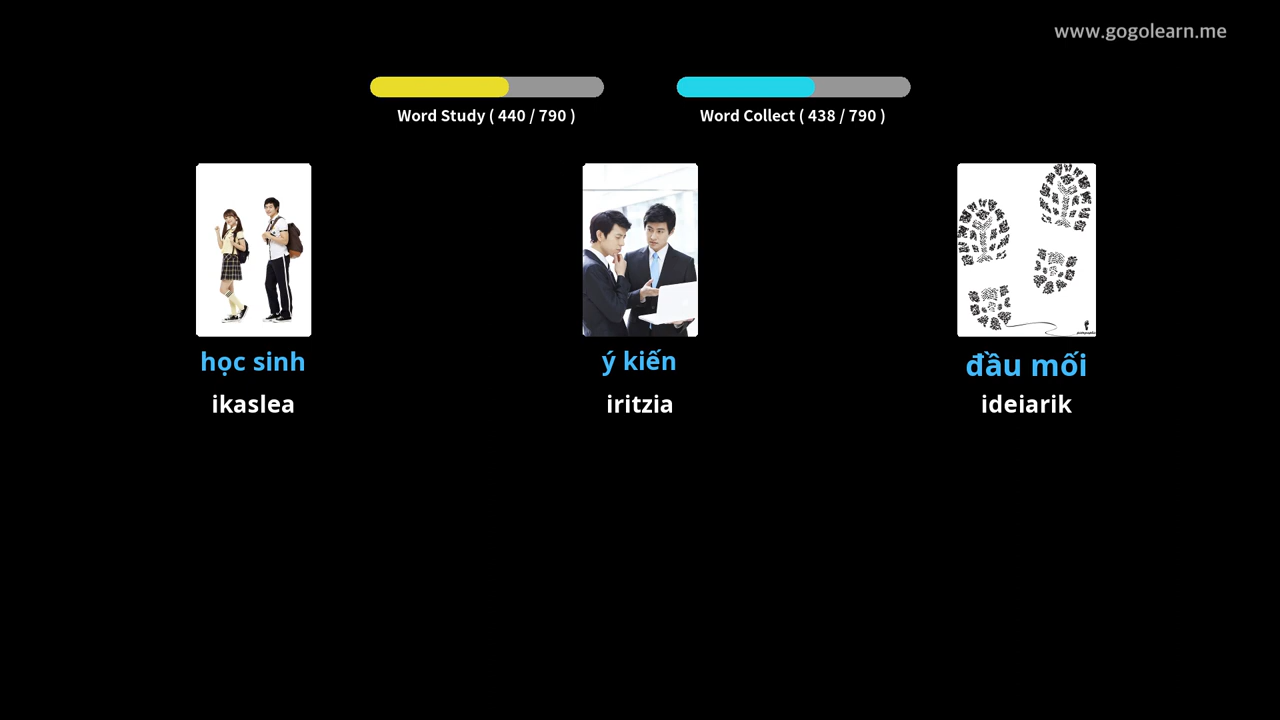 www.gogolearn.me
Word Study ( 440 / 790 )
Word Collect ( 438 / 790 )
học sinh
ý kiến
đầu mối
ikaslea
iritzia
ideiarik